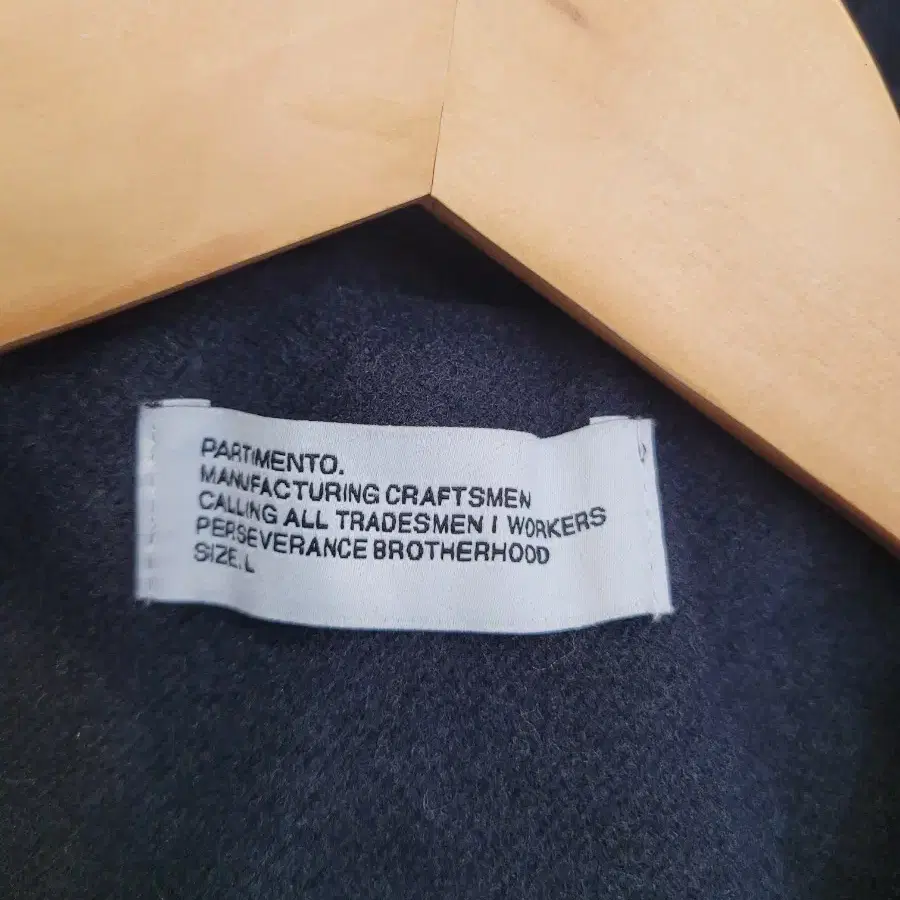 PARTIMENTO.
MANUFACTURING CRAFTSMEN
CALLING ALL TRADESMEN I WORKERS
PERSEVERANCE BROTHERHOOD
SIZE.L